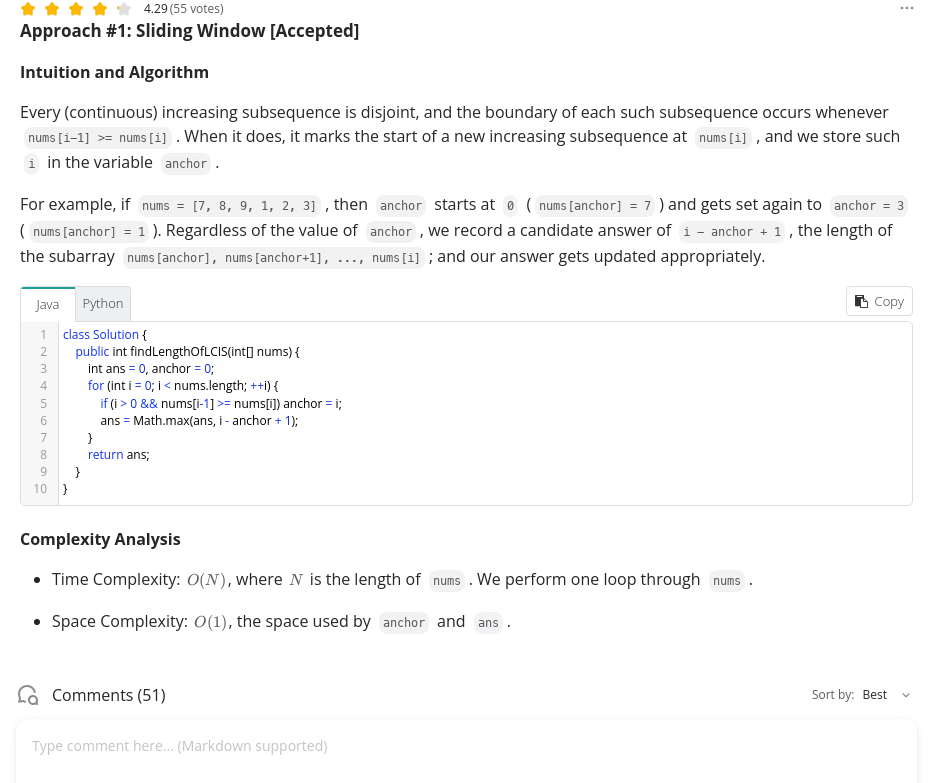 4.29 (55 votes)
...
Approach #1: Sliding Window [Accepted]
Intuition and Algorithm
Every (continuous) increasing subsequence is disjoint, and the boundary of each such subsequence occurs whenever
nums[i-1] >= nums[i] . When it does, it marks the start of a new increasing subsequence at nums[i] , and we store such
i in the variable anchor .
For example, if nums = [7, 8, 9, 1, 2, 3] , then anchor starts at 0 ( nums[anchor] = 7 ) and gets set again to anchor = 3
( nums[anchor] = 1 ). Regardless of the value of anchor , we record a candidate answer of i - anchor + 1 , the length of
the subarray nums[anchor], nums[anchor+1], ..., nums[i] ; and our answer gets updated appropriately.
Java Python Copy
1 class Solution {
2 public int findLengthOfLCIS(int[] nums) {
3 int ans = 0, anchor = 0;
4 for (int i = 0; i < nums.length; ++i) {
5 if (i > 0 && nums[i-1] >= nums[i]) anchor = i;
6 ans = Math.max(ans, i - anchor + 1);
7 }
8 return ans;
9 }
10 }
Complexity Analysis
• Time Complexity: O(N), where N is the length of nums . We perform one loop through nums .
• Space Complexity: O(1), the space used by anchor and ans .
Comments (51) Sort by: Best
Type comment here... (Markdown supported)